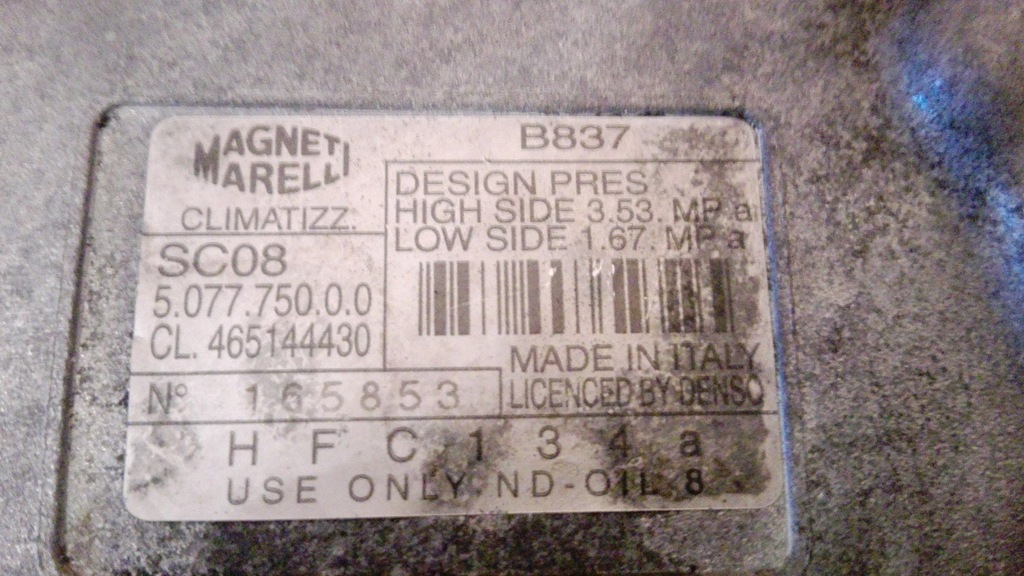 MAGNETI
MARELLI
CLIMATIZZ.
B837
DESIGN PRES
HIGH SIDE 3.53. MP a
LOW SIDE 1.67. MP a
SC08
5.077.750.0.0
CL. 465144430
MADE IN ITALY
LICENCED BY DENSO
N° 165853
HFC134a
USE ONLY ND-OIL 8